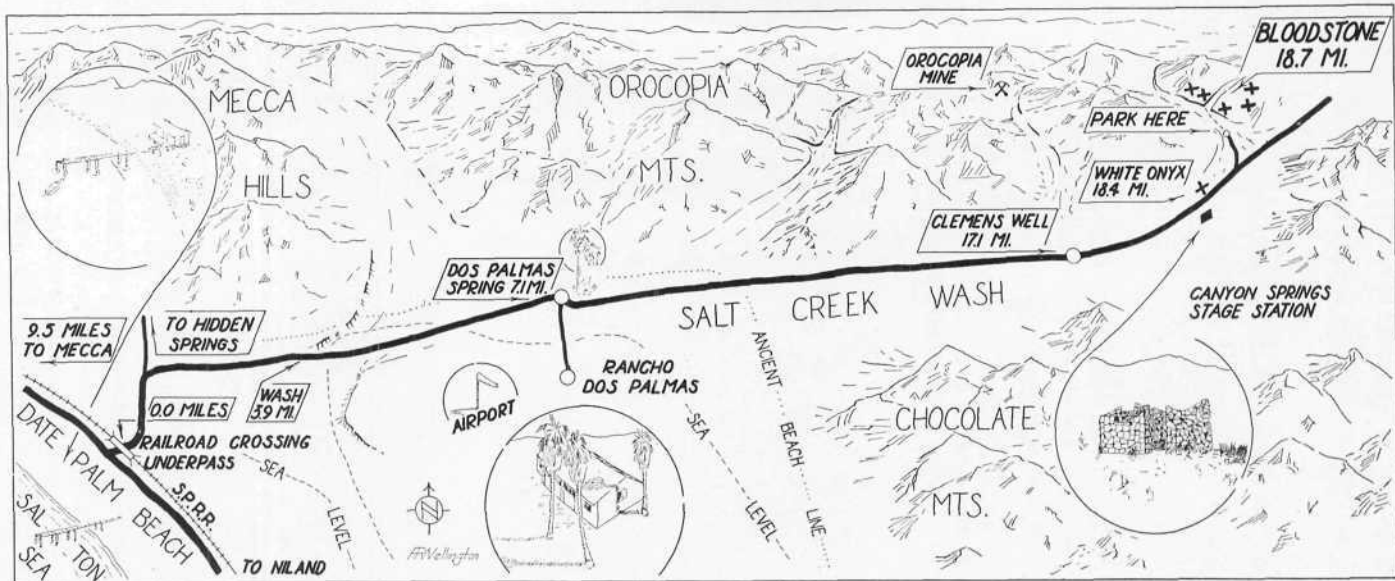 BLOODSTONE
18.7 MI.
OROCOPIA
MINE
OROCOPIA
MTS.
MECCA
HILLS
PARK HERE
WHITE ONYX
18.4 MI.
CLEMENS WELL
17.1 MI.
DOS PALMAS
SPRING 7.1 MI.
SALT CREEK WASH
CANYON SPRINGS
STAGE STATION
9.5 MILES
TO MECCA
TO HIDDEN
SPRINGS
RANCHO
DOS PALMAS
ANCIENT
BEACH
LINE
WASH
3.9 MI.
AIRPORT
0.0 MILES
CHOCOLATE
MTS.
DATE PALM BEACH
RAILROAD CROSSING
UNDERPASS
SEA
LEVEL
SEA
LEVEL
S.P.R.R.
SALTON
SEA
N
TO NILAND